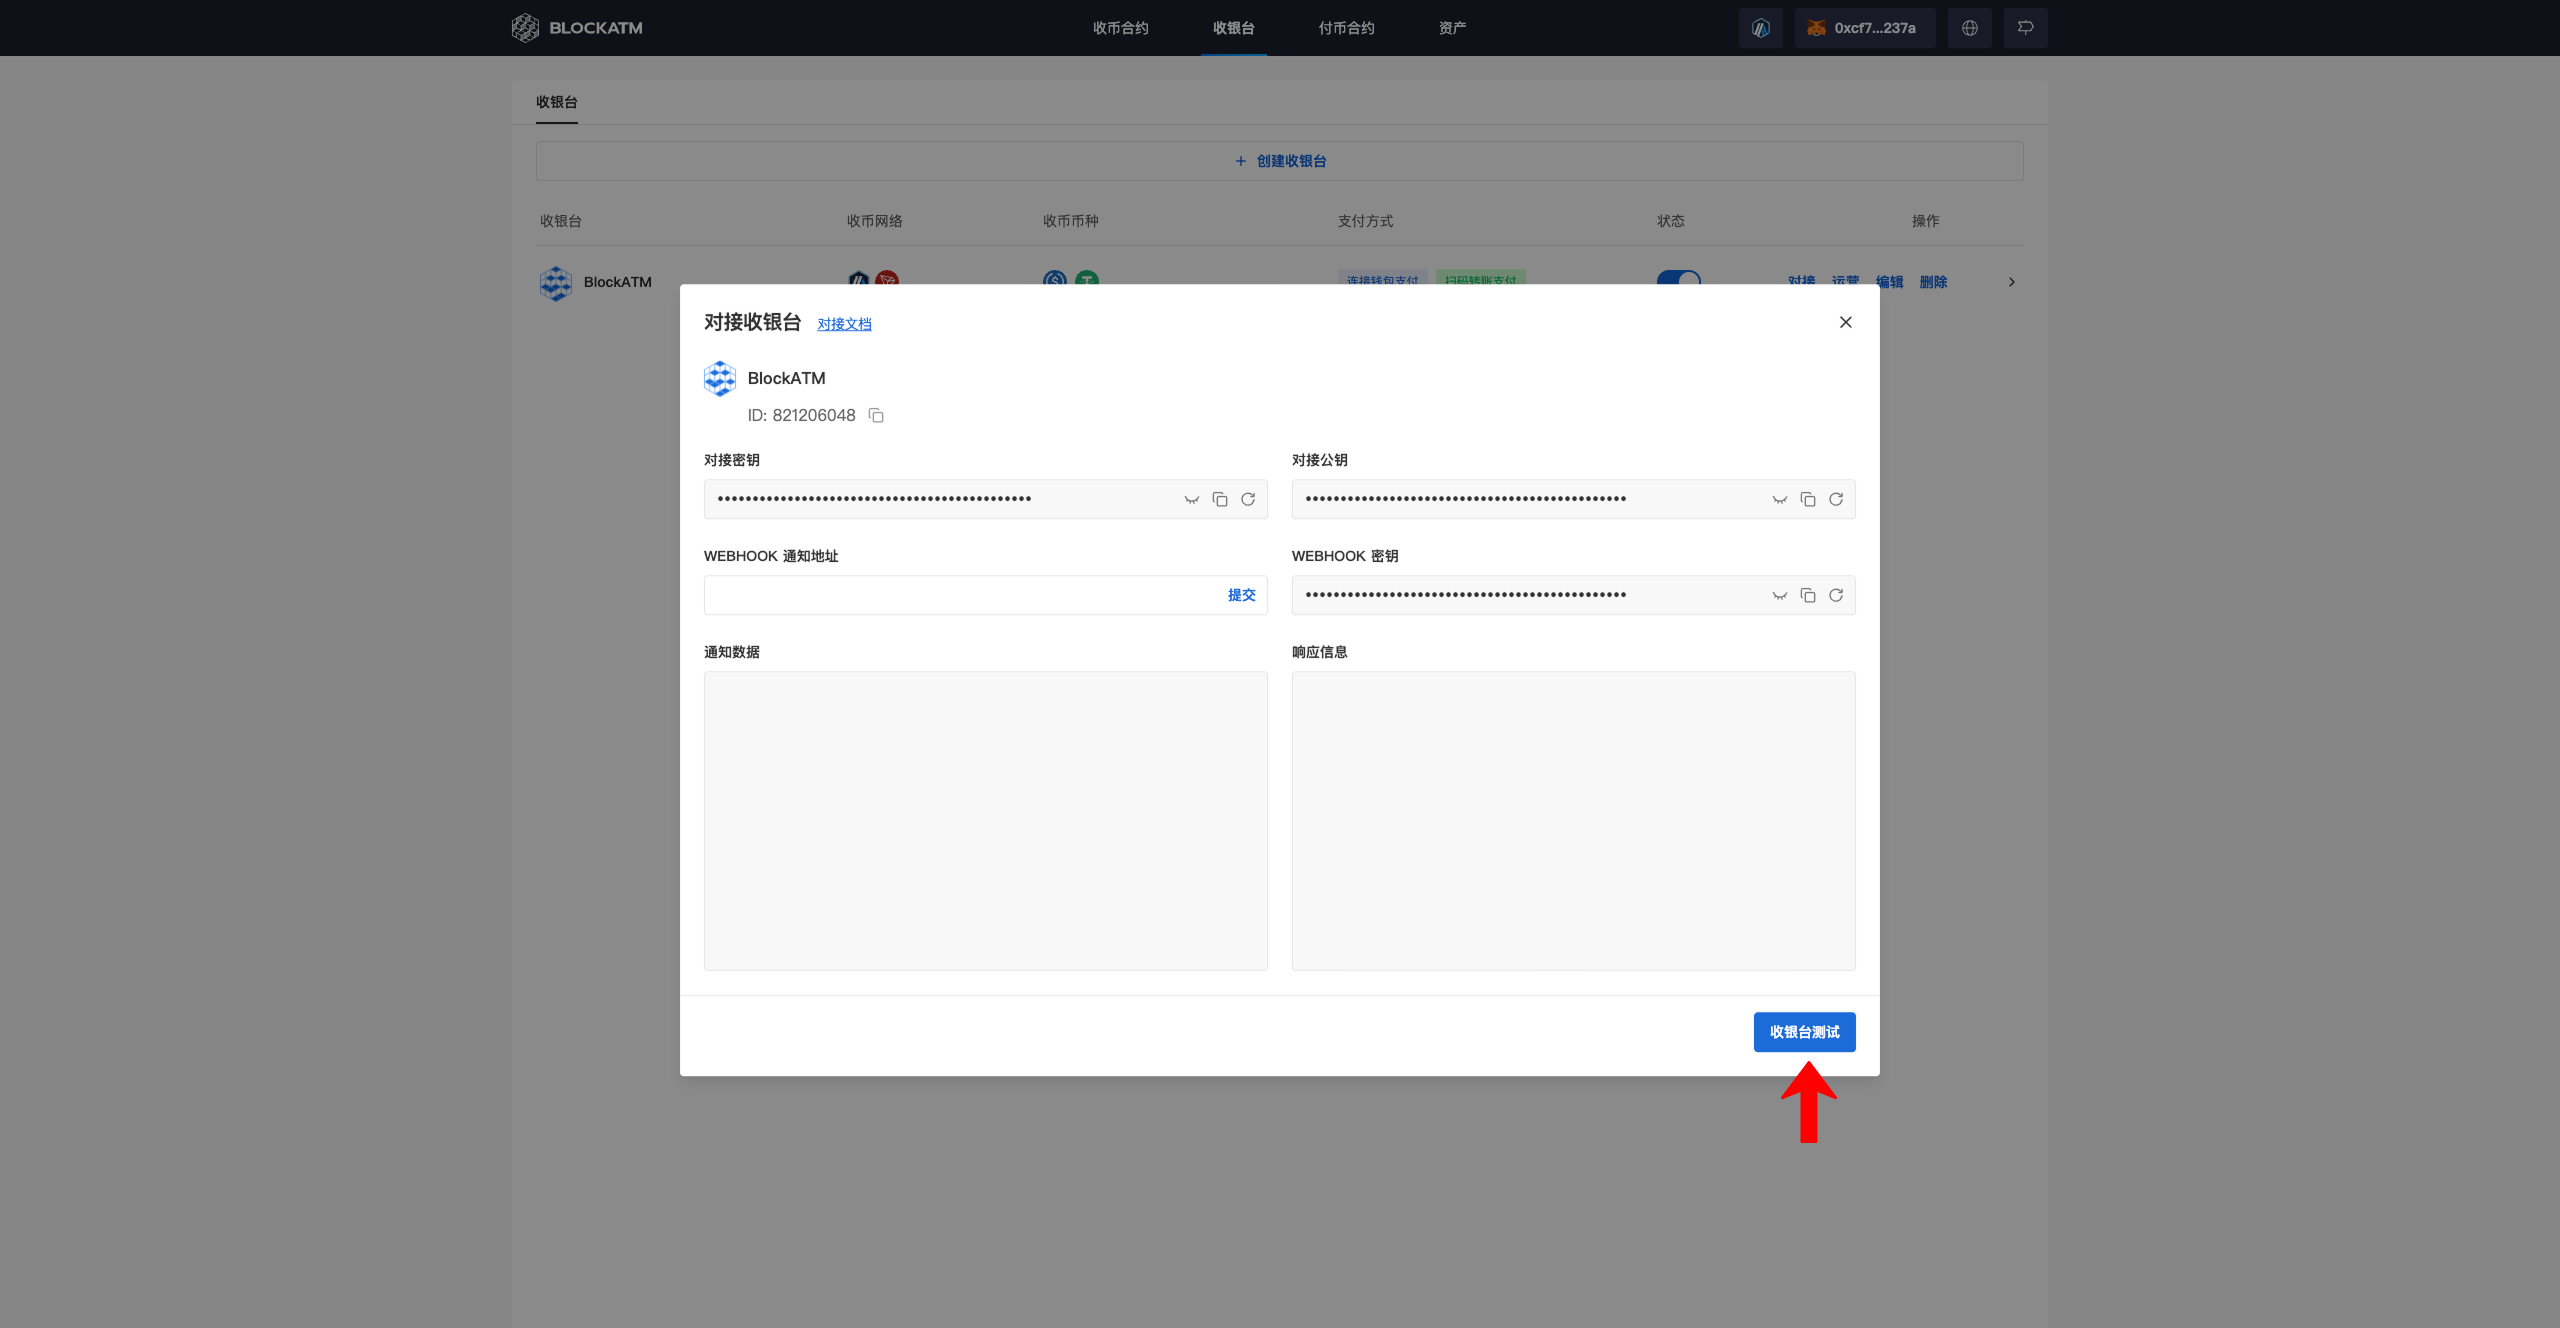 BLOCKATM
收币合约 收银台 付币合约 资产
0xcf7...237a
收银台
+ 创建收银台
收银台 收币网络 收币币种 支付方式 状态 操作
BlockATM 连接钱包支付 扫码转账支付 对接 运营 编辑 删除
对接收银台 对接文档
BlockATM
ID: 821206048
对接密钥 对接公钥
•••••••••••••••••••••••••••••••••••••••••••••
••••••••••••••••••••••••••••••••••••••••••••••
WEBHOOK 通知地址 WEBHOOK 密钥
提交
••••••••••••••••••••••••••••••••••••••••••••••
通知数据 响应信息
收银台测试